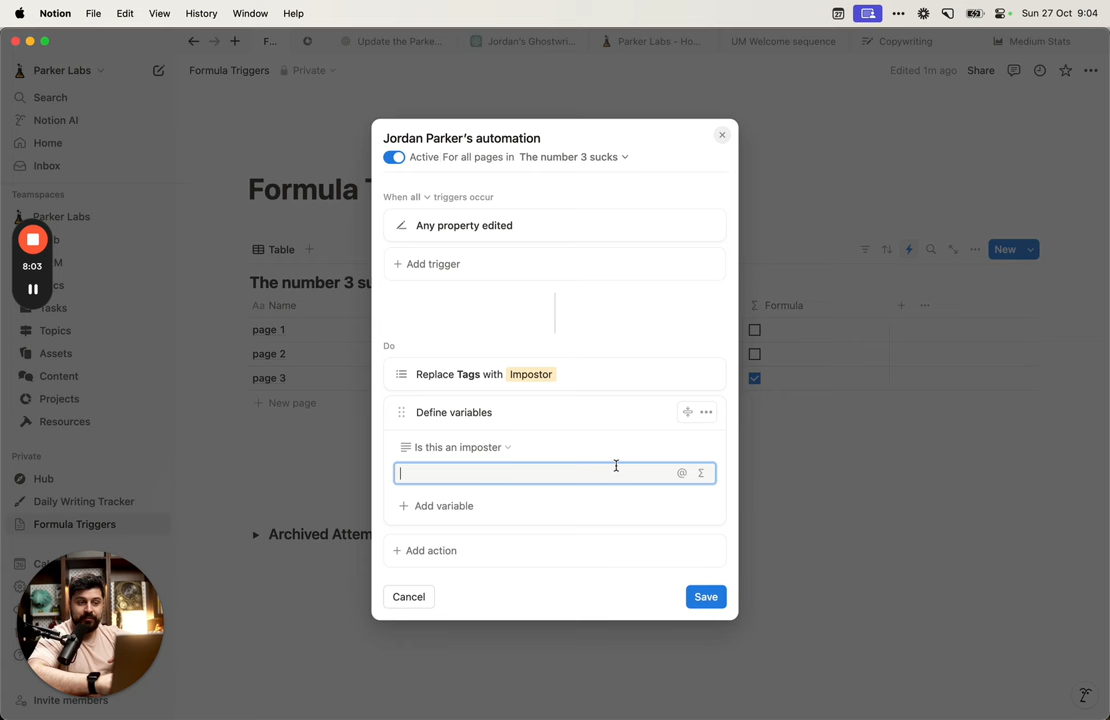 Notion File Edit View History Window Help
27
Sun 27 Oct 9:04
F...
Update the Parke...
Jordan's Ghostwri...
Parker Labs - Ho...
UM Welcome sequence
Copywriting
Medium Stats
Parker Labs
Formula Triggers Private
Edited 1m ago Share
Search
Notion AI
Home
Inbox
Teamspaces
Parker Labs
8:03
Tasks
Topics
Assets
Content
Projects
Resources
Private
Hub
Daily Writing Tracker
Formula Triggers
Invite members
Formula T
Table
New
The number 3 su
Aa Name
Σ Formula
page 1
page 2
page 3
+ New page
Archived Attem
Jordan Parker's automation
Active For all pages in The number 3 sucks
When all triggers occur
Any property edited
+ Add trigger
Do
Replace Tags with Impostor
Define variables
Is this an imposter
@ Σ
+ Add variable
+ Add action
Cancel
Save